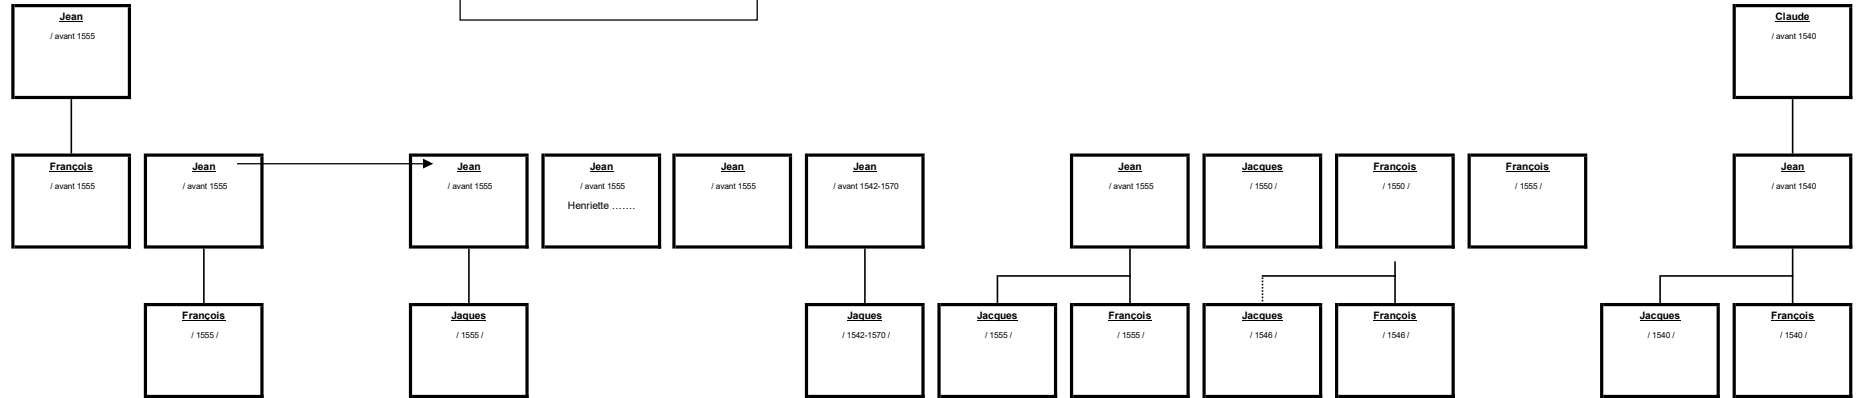 Jean
/ avant 1555
Claude
/ avant 1540
François
/ avant 1555
Jean
/ avant 1555
Jean
/ avant 1555
Jean
/ avant 1555
Henriette …….
Jean
/ avant 1555
Jean
/ avant 1542-1570
Jean
/ avant 1555
Jacques
/ 1550 /
François
/ 1550 /
François
/ 1555 /
Jean
/ avant 1540
François
/ 1555 /
Jaques
/ 1555 /
Jaques
/ 1542-1570 /
Jacques
/ 1555 /
François
/ 1555 /
Jacques
/ 1546 /
François
/ 1546 /
Jacques
/ 1540 /
François
/ 1540 /